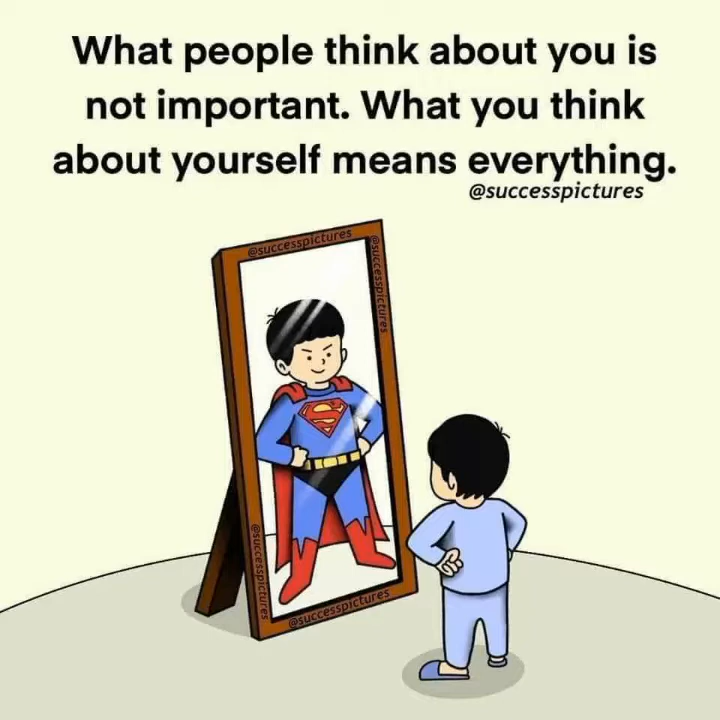 What people think about you is
not important. What you think
about yourself means everything.
@successpictures
@successpictures
@successpictures
@successpictures
@successpictures
S